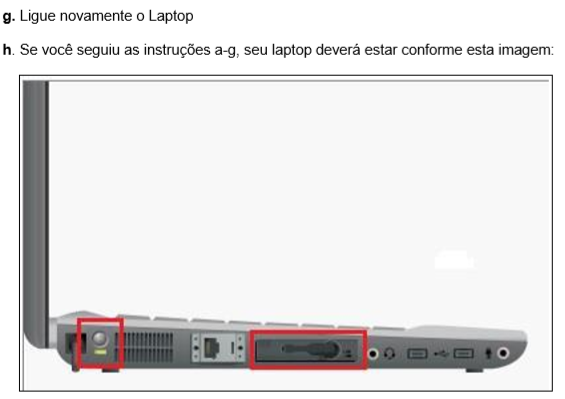 g. Ligue novamente o Laptop
h. Se você seguiu as instruções a-g, seu laptop deverá estar conforme esta imagem: